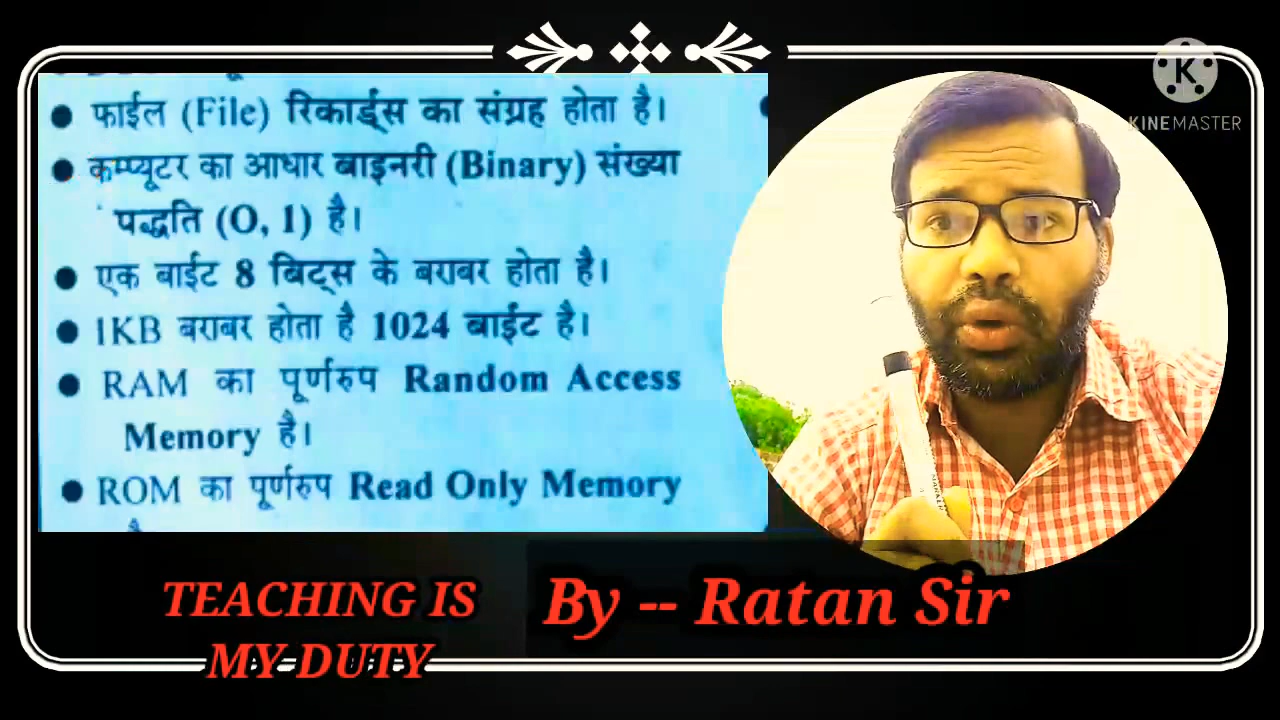 ● फाईल (File) रिकार्ड्स का संग्रह होता है।
● कम्प्यूटर का आधार बाइनरी (Binary) संख्या
पद्धति (O, 1) है।
● एक बाईट 8 बिट्स के बराबर होता है।
● 1KB बराबर होता है 1024 बाईट है।
● RAM का पूर्णरुप Random Access
Memory है।
● ROM का पूर्णरुप Read Only Memory
K
KINEMASTER
TEACHING IS
MY DUTY
By -- Ratan Sir